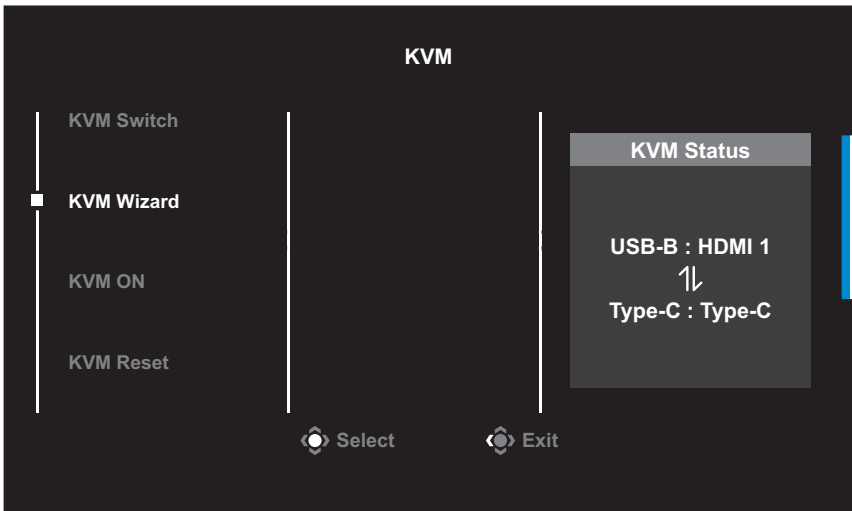 KVM
KVM Switch
KVM Wizard
KVM ON
KVM Reset
KVM Status
USB-B : HDMI 1
Type-C : Type-C
Select
Exit